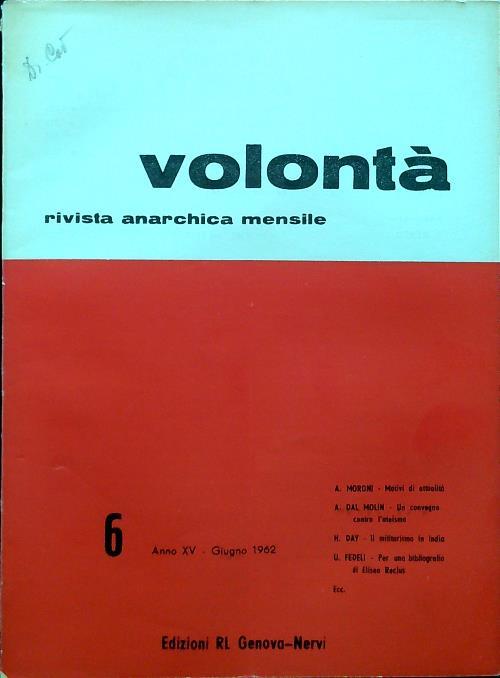 volontà
rivista anarchica mensile
A. MORONI - Motivi di attualità
A. DAL MOLIN - Un convegno
contro l'ateismo
H. DAY - Il militarismo in India
U. FEDELI - Per una bibliografia
di Elisea Reclus
Ecc.
6
Anno XV - Giugno 1962
Edizioni RL Genova-Nervi